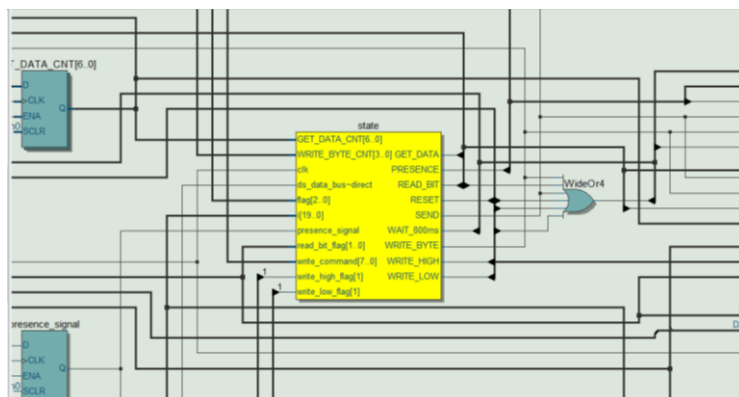 T_DATA_CNT[6..0]
D
>CLK
ENA
SCLR
Q
state
GET_DATA_CNT[6..0]
WRITE_BYTE_CNT[3..0] GET_DATA
clk PRESENCE
ds_data_bus~direct READ_BIT
flag[2..0] RESET
i[19..0] SEND
presence_signal WAIT_800ms
read_bit_flag[1..0] WRITE_BYTE
write_command[7..0] WRITE_HIGH
write_high_flag[1] WRITE_LOW
write_low_flag[1]
1
1
WideOr4
presence_signal
D
>CLK
ENA
SCLR
Q
D